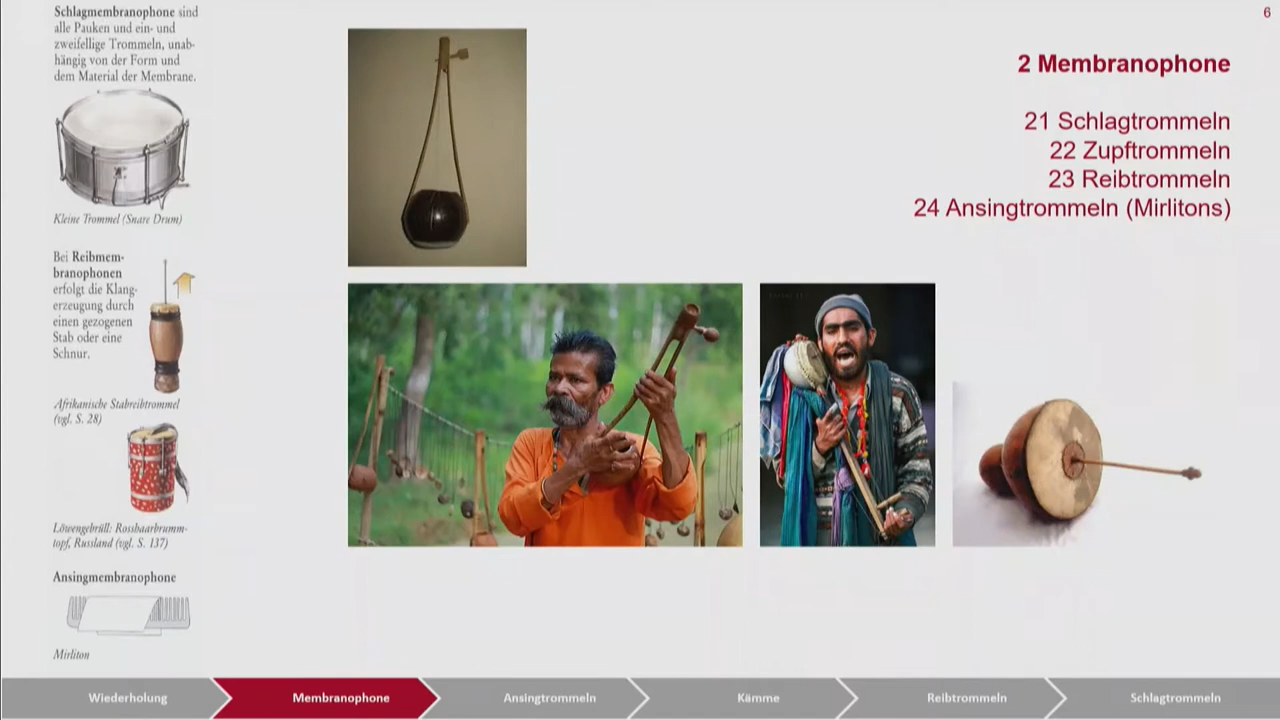 6
Schlagmembranophone sind
alle Pauken und ein- und
zweifellige Trommeln, unab-
hängig von der Form und
dem Material der Membrane.
Kleine Trommel (Snare Drum)
Bei Reibmem-
branophonen
erfolgt die Klang-
erzeugung durch
einen gezogenen
Stab oder eine
Schnur.
Afrikanische Stabreibtrommel
(vgl. S. 28)
Löwengebrüll: Rosshaarbrumm-
topf, Russland (vgl. S. 137)
Ansingmembranophone
Mirliton
2 Membranophone
21 Schlagtrommeln
22 Zupftrommeln
23 Reibtrommeln
24 Ansingtrommeln (Mirlitons)
Wiederholung
Membranophone
Ansingtrommeln
Kämme
Reibtrommeln
Schlagtrommeln